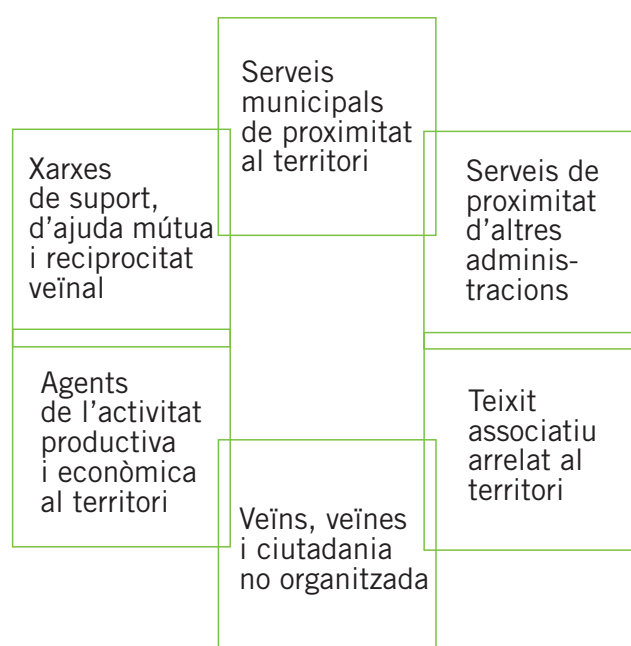 Serveis
municipals
de proximitat
al territori
Xarxes
de suport,
d'ajuda mútua
i reciprocitat
veïnal
Serveis de
proximitat
d'altres
adminis-
tracions
Agents
de l'activitat
productiva
i econòmica
al territori
Teixit
associatiu
arrelat al
territori
Veïns, veïnes
i ciutadania
no organitzada